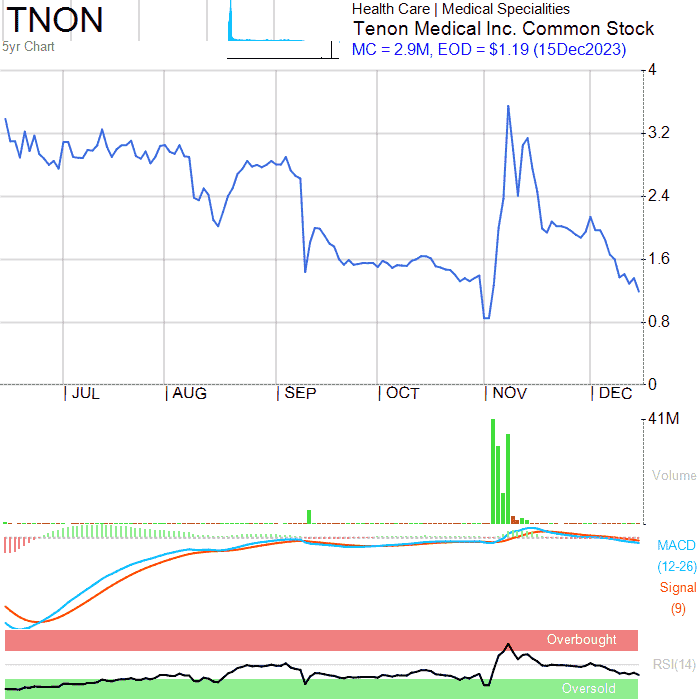 TNON
5yr Chart
Health Care | Medical Specialities
Tenon Medical Inc. Common Stock
MC = 2.9M, EOD = $1.19 (15Dec2023)
4
3.2
2.4
1.6
0.8
0
| JUL | AUG | SEP | OCT | NOV | DEC
41M
Volume
MACD
(12-26)
Signal
(9)
Overbought
RSI(14)
Oversold